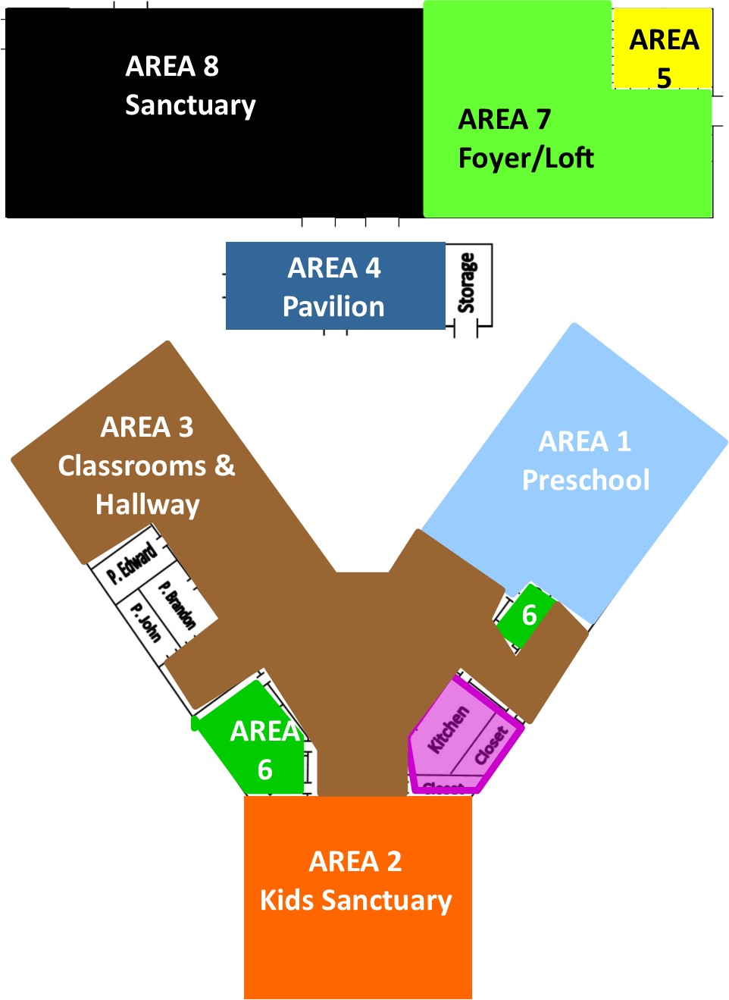 AREA 8
Sanctuary
AREA 7
Foyer/Loft
AREA
5
AREA 4
Pavilion
Storage
AREA 3
Classrooms &
Hallway
AREA 1
Preschool
P. Edward
P. Brandon
P. John
6
AREA
6
Kitchen
Closet
Closet
AREA 2
Kids Sanctuary